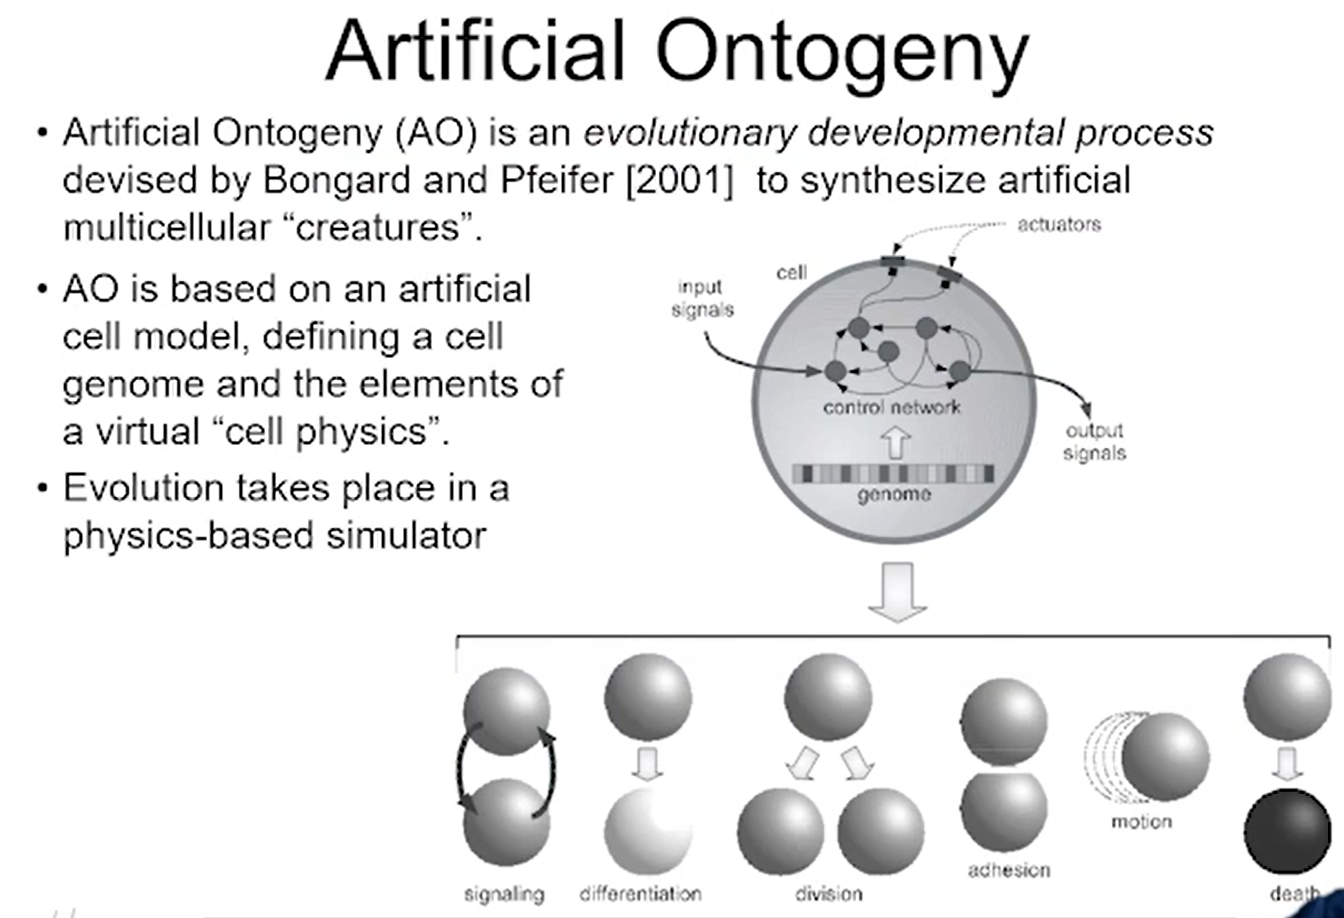 Artificial Ontogeny
• Artificial Ontogeny (AO) is an evolutionary developmental process
devised by Bongard and Pfeifer [2001] to synthesize artificial
multicellular “creatures”.
• AO is based on an artificial
cell model, defining a cell
genome and the elements of
a virtual “cell physics”.
• Evolution takes place in a
physics-based simulator
actuators
cell
input
signals
control network
output
signals
genome
signaling
differentiation
division
adhesion
motion
death